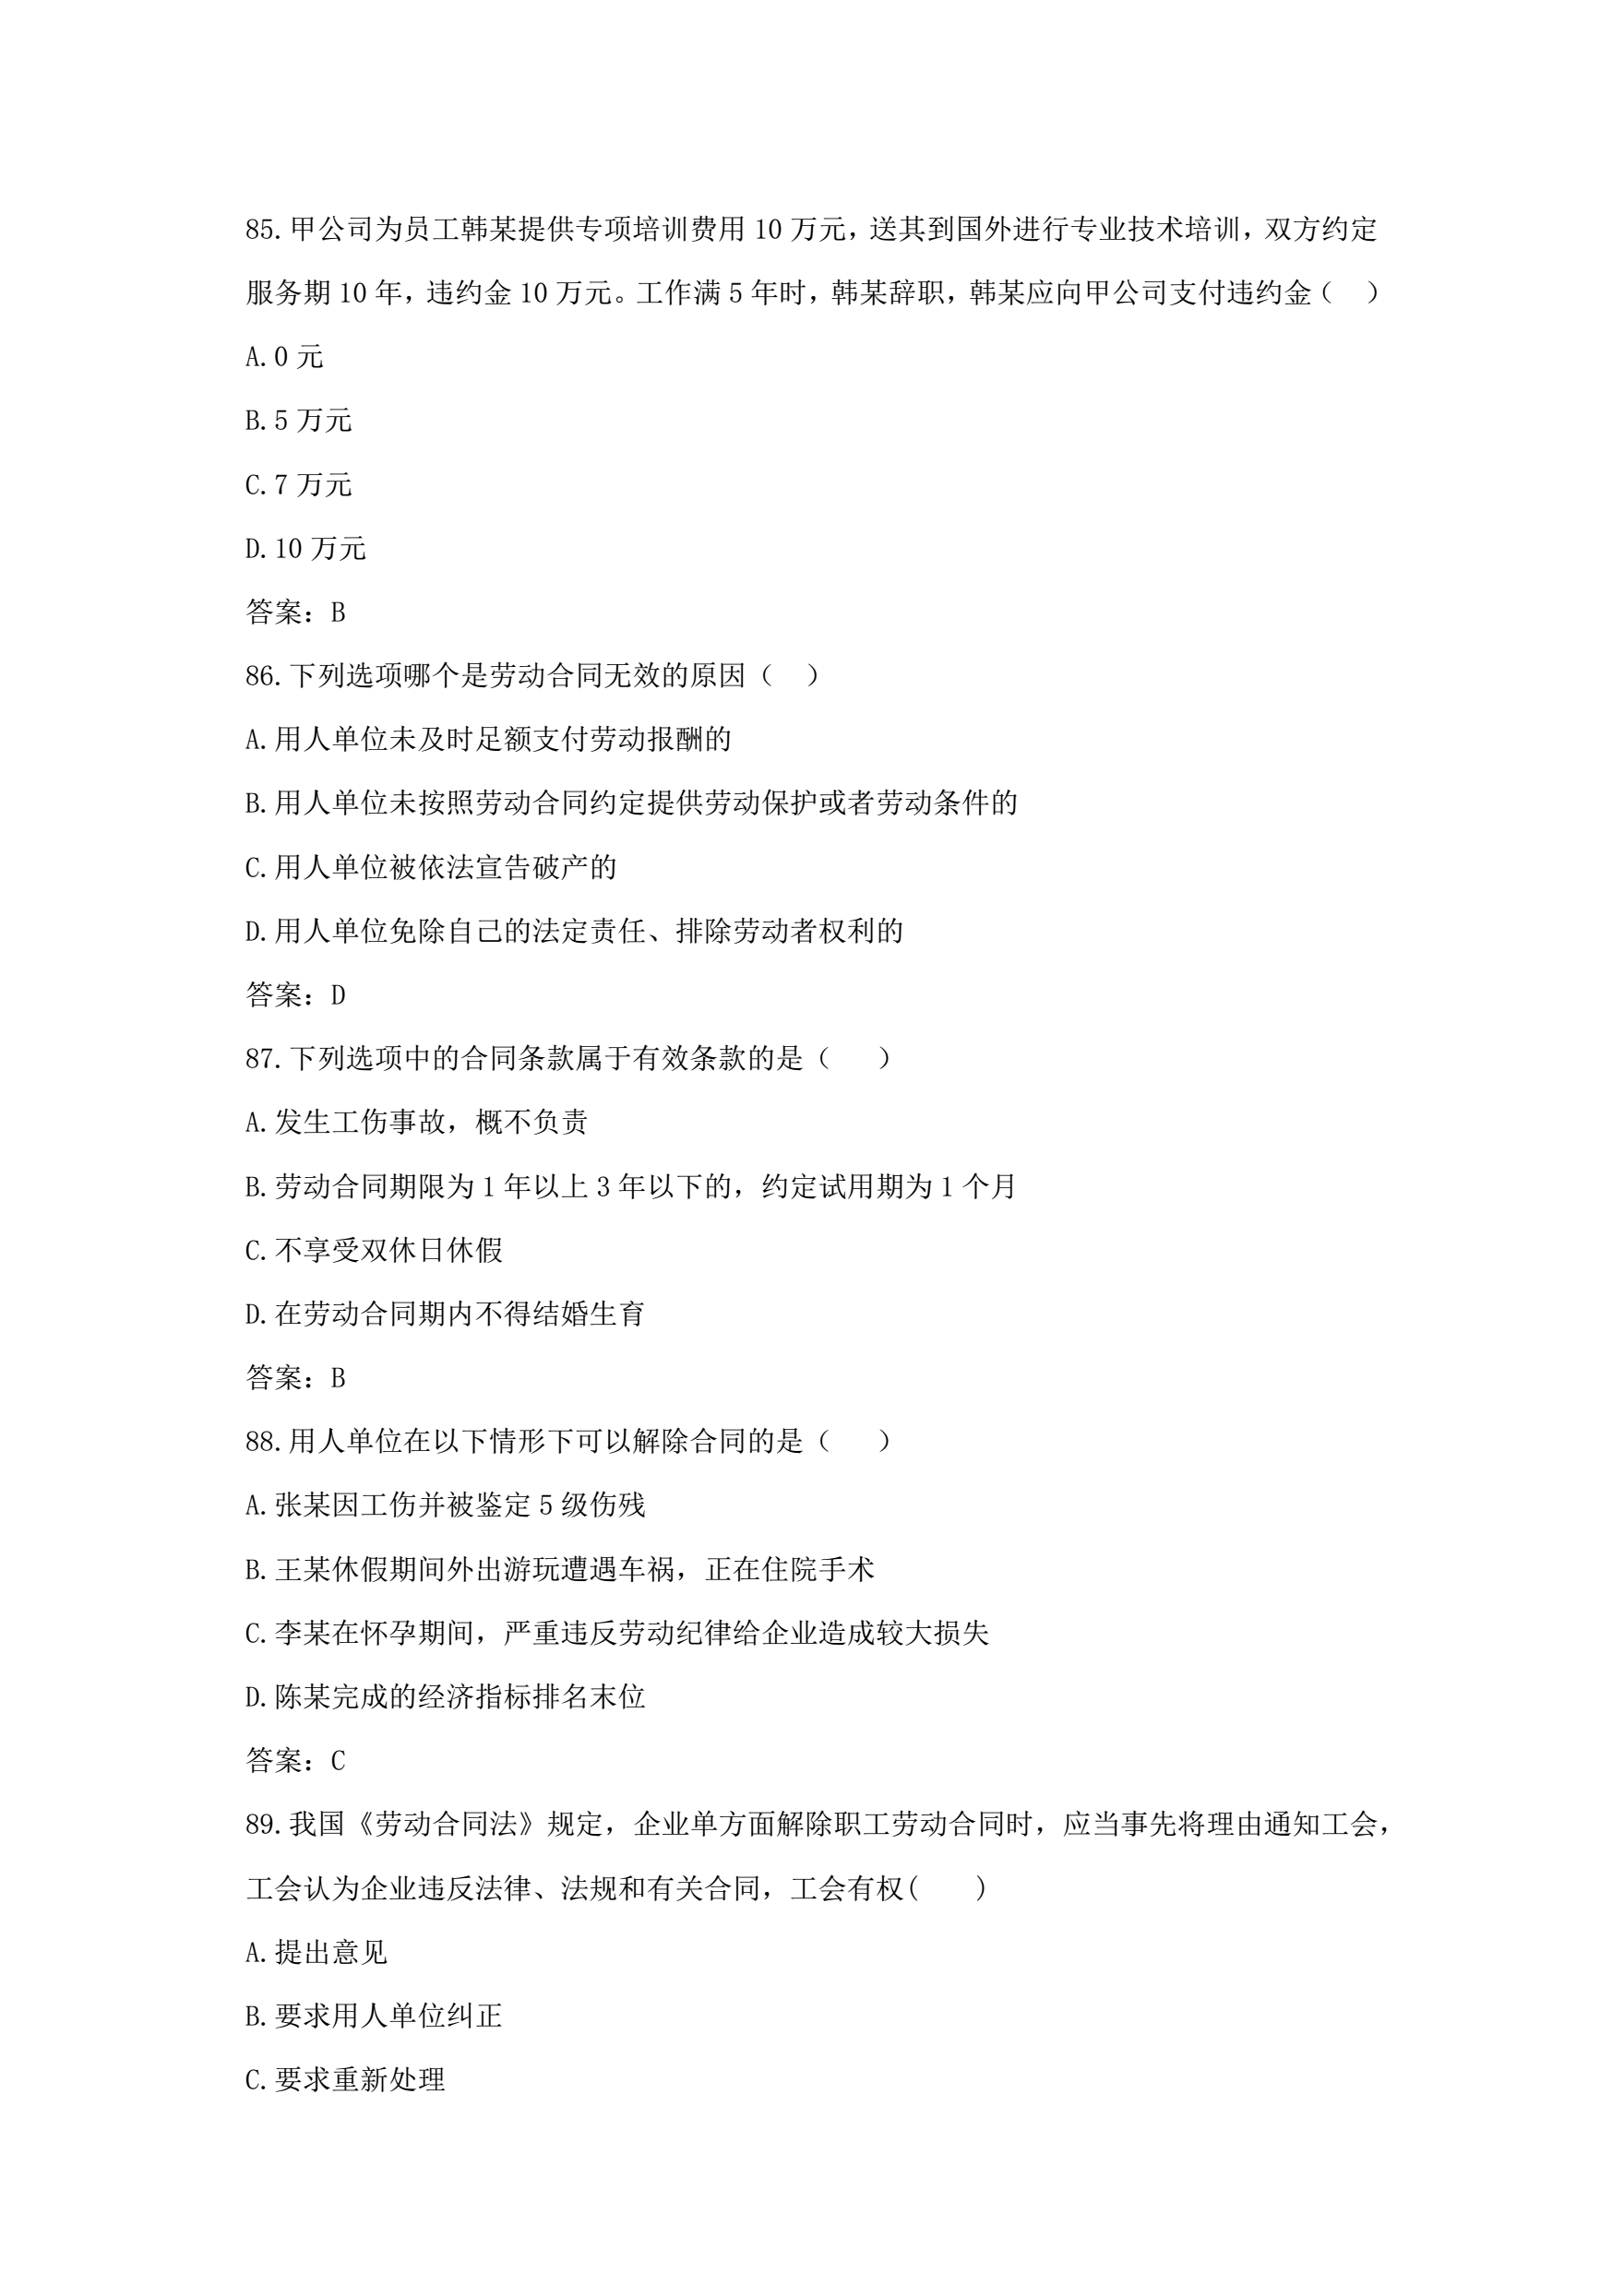 85.甲公司为员工韩某提供专项培训费用 10 万元，送其到国外进行专业技术培训，双方约定
服务期 10 年，违约金 10 万元。工作满 5 年时，韩某辞职，韩某应向甲公司支付违约金（ ）
A.0 元
B.5 万元
C.7 万元
D.10 万元
答案：B
86.下列选项哪个是劳动合同无效的原因（ ）
A.用人单位未及时足额支付劳动报酬的
B.用人单位未按照劳动合同约定提供劳动保护或者劳动条件的
C.用人单位被依法宣告破产的
D.用人单位免除自己的法定责任、排除劳动者权利的
答案：D
87.下列选项中的合同条款属于有效条款的是（ ）
A.发生工伤事故，概不负责
B.劳动合同期限为 1 年以上 3 年以下的，约定试用期为 1 个月
C.不享受双休日休假
D.在劳动合同期内不得结婚生育
答案：B
88.用人单位在以下情形下可以解除合同的是（ ）
A.张某因工伤并被鉴定 5 级伤残
B.王某休假期间外出游玩遭遇车祸，正在住院手术
C.李某在怀孕期间，严重违反劳动纪律给企业造成较大损失
D.陈某完成的经济指标排名末位
答案：C
89.我国《劳动合同法》规定，企业单方面解除职工劳动合同时，应当事先将理由通知工会，
工会认为企业违反法律、法规和有关合同，工会有权( )
A.提出意见
B.要求用人单位纠正
C.要求重新处理